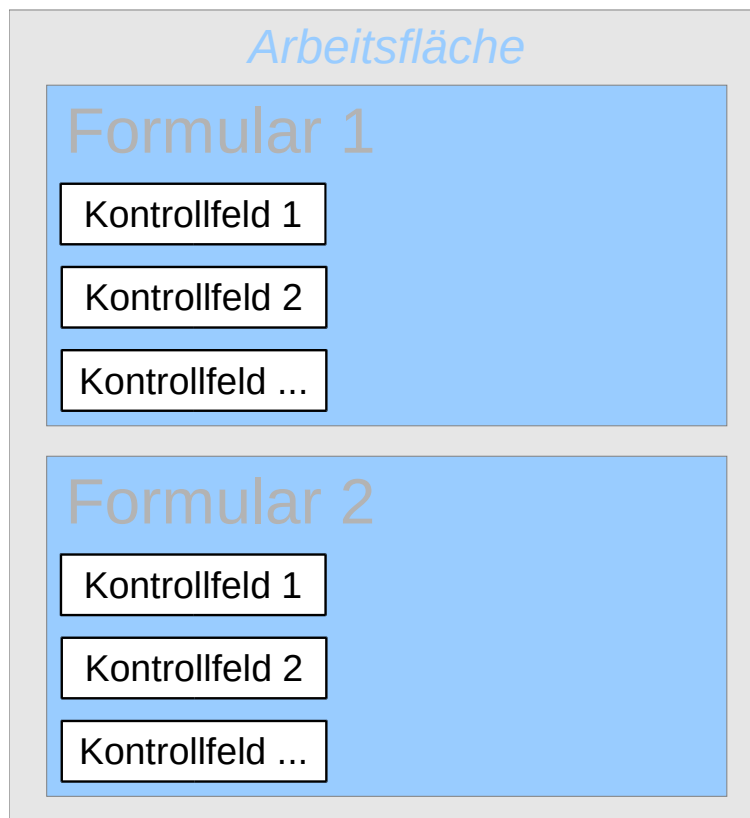 Arbeitsfläche
Formular 1
Kontrollfeld 1
Kontrollfeld 2
Kontrollfeld ...
Formular 2
Kontrollfeld 1
Kontrollfeld 2
Kontrollfeld ...